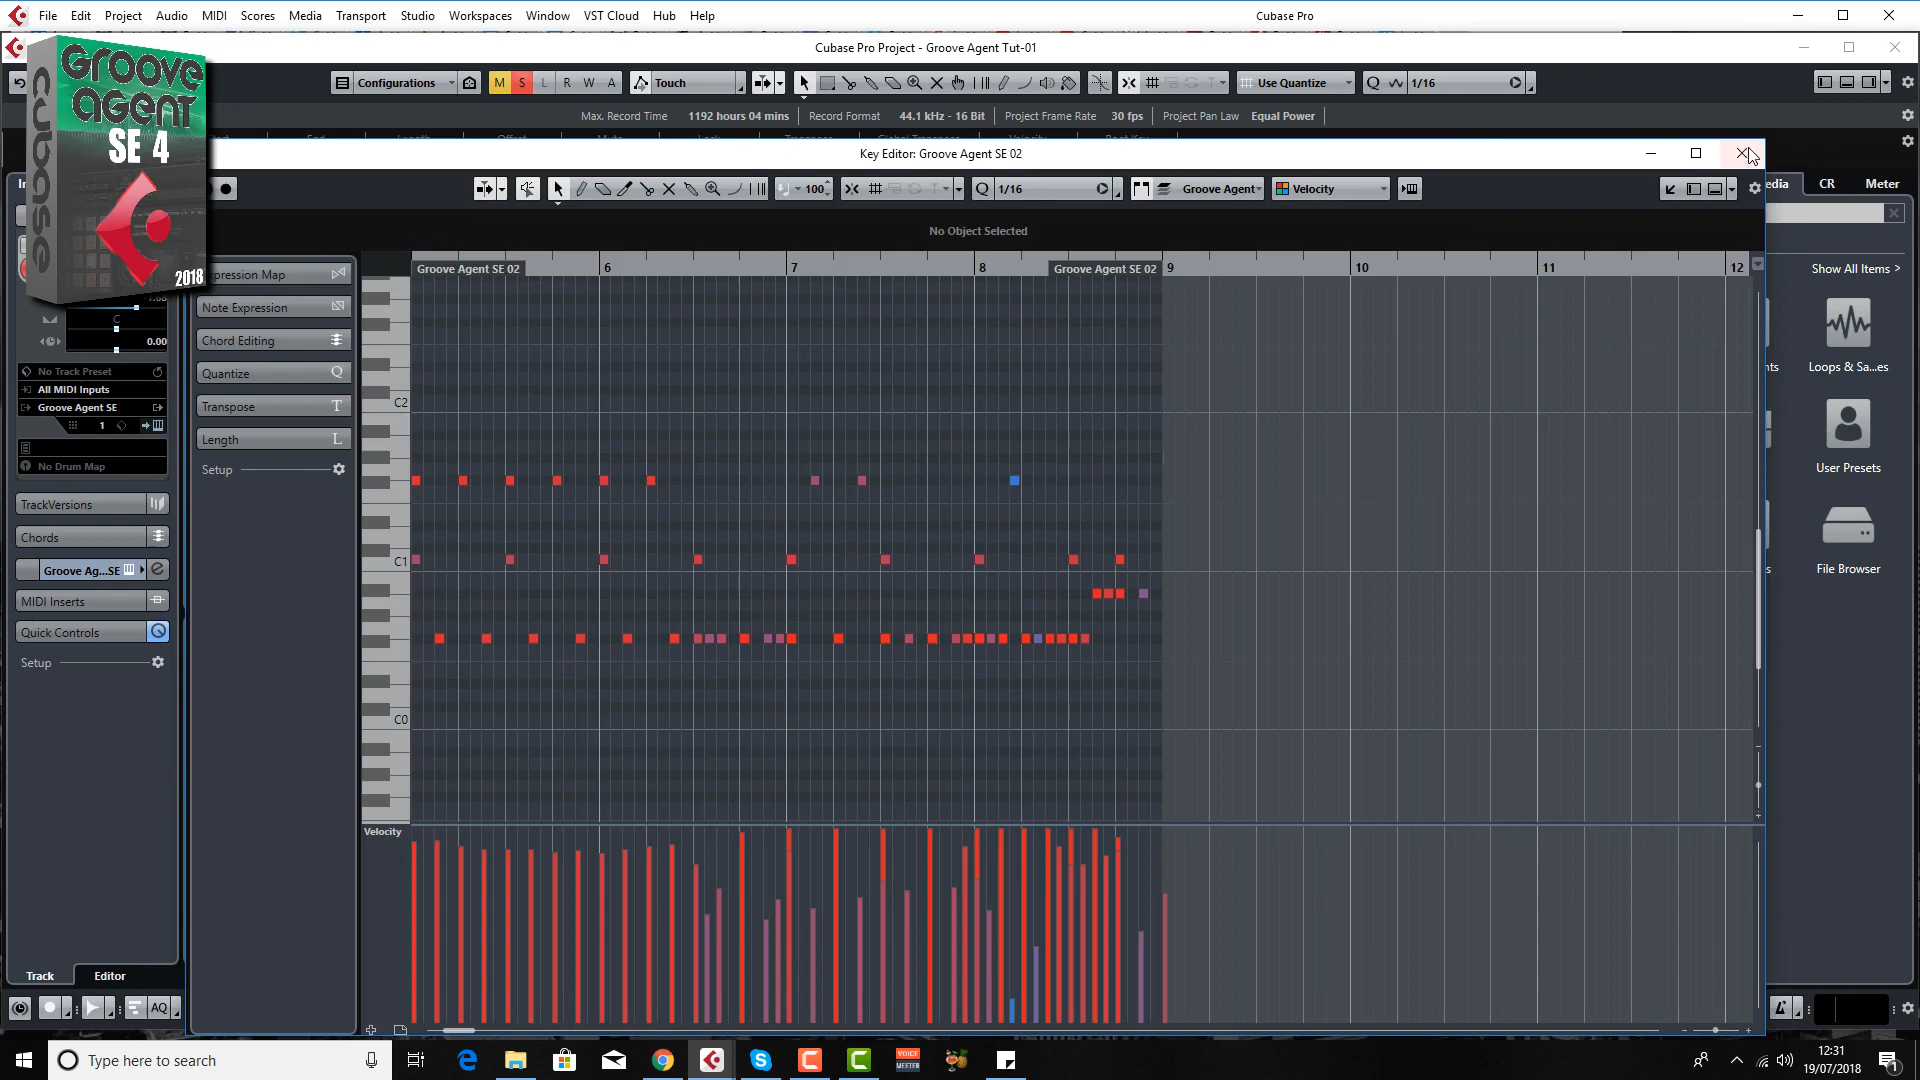 File Edit Project Audio MIDI Scores Media Transport Studio Workspaces Window VST Cloud Hub Help
Cubase Pro
Cubase Pro Project - Groove Agent Tut-01
Groove
Agent
SE 4
cubase
2018
Configurations
M S L R W A
Touch
Use Quantize
1/16
Max. Record Time 1192 hours 04 mins
Record Format 44.1 kHz - 16 Bit
Project Frame Rate 30 fps
Project Pan Law Equal Power
Key Editor: Groove Agent SE 02
100
1/16
Groove Agent
Velocity
No Object Selected
Groove Agent SE 02
6
7
8
Groove Agent SE 02
9
10
11
12
edia
CR
Meter
Show All Items >
Loops & Sa...es
User Presets
File Browser
xpression Map
Note Expression
Chord Editing
Quantize Q
Transpose T
Length L
Setup
C
0.00
No Track Preset
All MIDI Inputs
Groove Agent SE
1
No Drum Map
TrackVersions
Chords
Groove Ag...SE
MIDI Inserts
Quick Controls
Setup
C2
C1
C0
Velocity
Track
Editor
AQ
Type here to search
VOICE
MEETER
12:31
19/07/2018
1